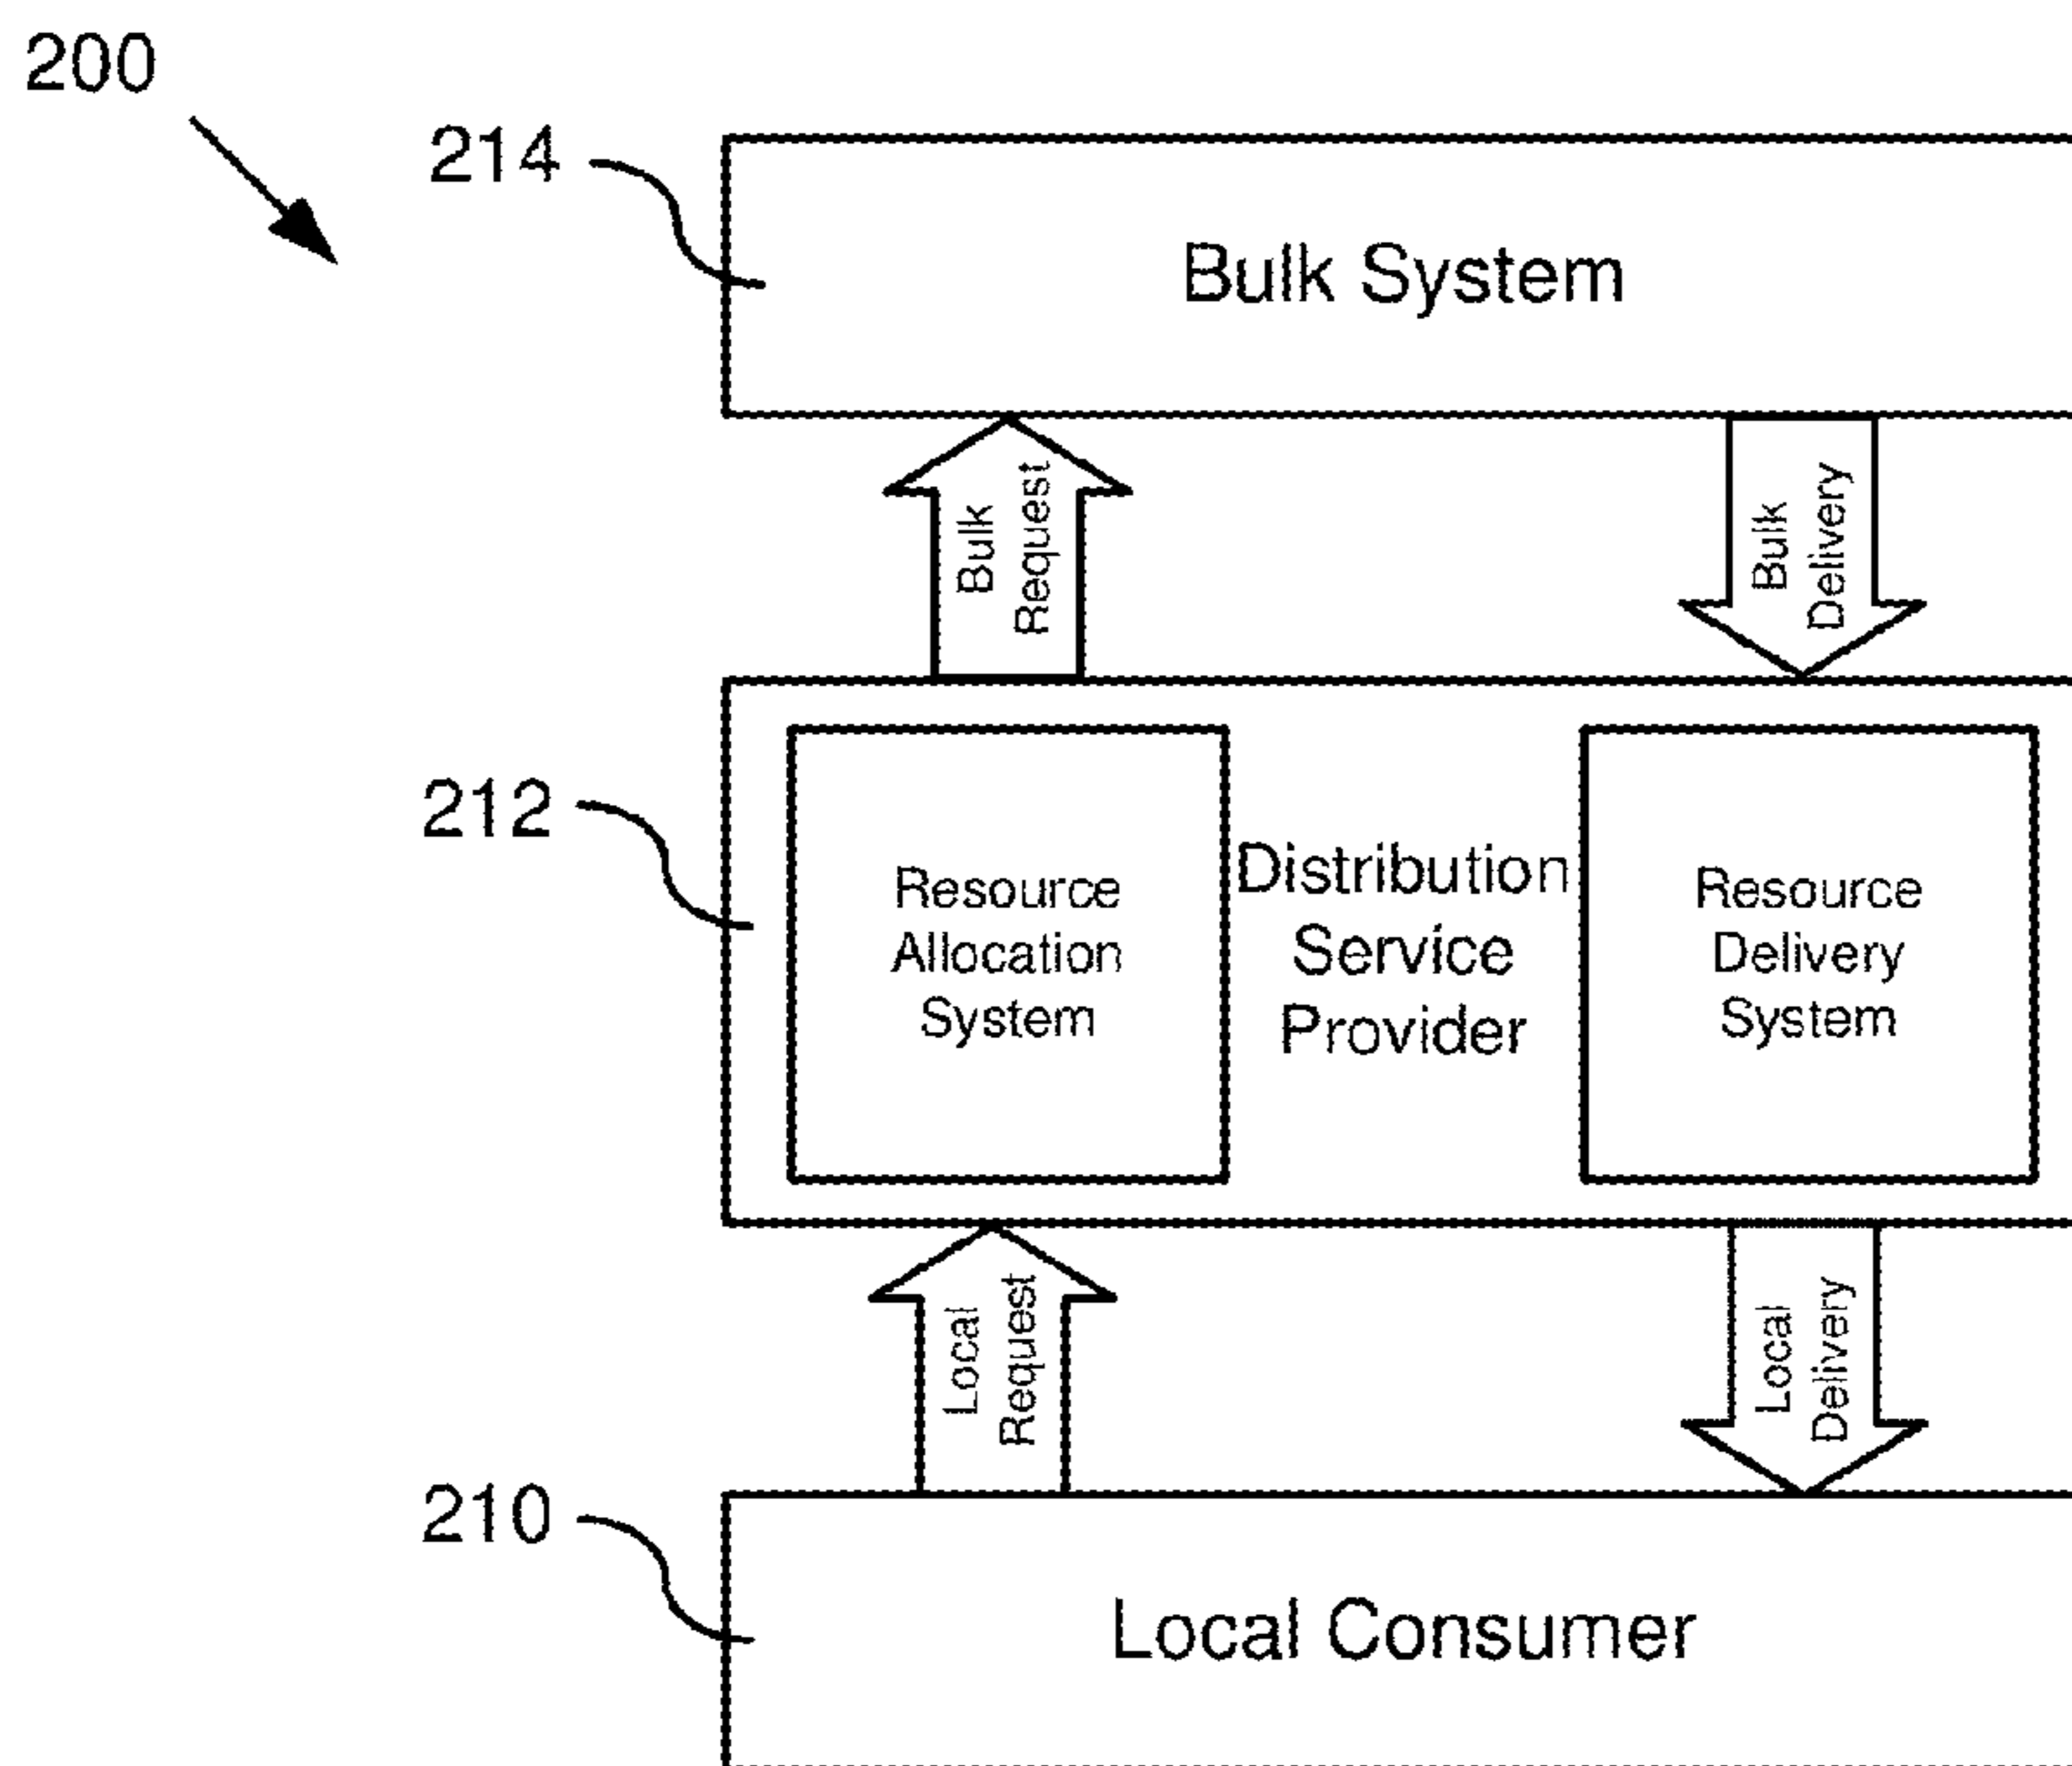 200
214
Bulk System
Bulk
Request
Bulk
Delivery
212
Resource
Allocation
System
Distribution
Service
Provider
Resource
Delivery
System
Local
Request
Local
Delivery
210
Local Consumer